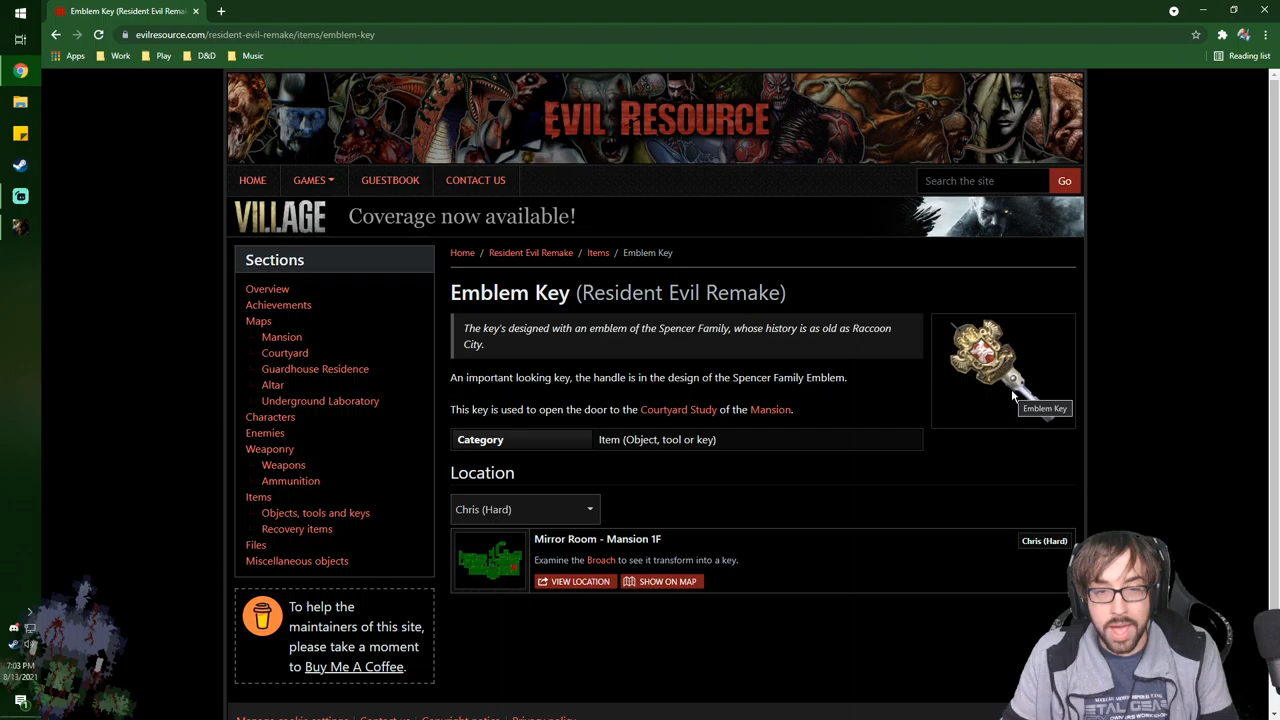 Emblem Key (Resident Evil Rema
evilresource.com/resident-evil-remake/items/emblem-key
Apps
Work
Play
D&D
Music
Reading list
EVIL RESOURCE
HOME
GAMES
GUESTBOOK
CONTACT US
Search the site
Go
VILLAGE
Coverage now available!
Sections
Overview
Achievements
Maps
Mansion
Courtyard
Guardhouse Residence
Altar
Underground Laboratory
Characters
Enemies
Weaponry
Weapons
Ammunition
Items
Objects, tools and keys
Recovery items
Files
Miscellaneous objects
To help the
maintainers of this site,
please take a moment
to Buy Me A Coffee.
Home / Resident Evil Remake / Items / Emblem Key
Emblem Key (Resident Evil Remake)
The key's designed with an emblem of the Spencer Family, whose history is as old as Raccoon
City.
An important looking key, the handle is in the design of the Spencer Family Emblem.
This key is used to open the door to the Courtyard Study of the Mansion.
Category
Item (Object, tool or key)
Emblem Key
Location
Chris (Hard)
Mirror Room - Mansion 1F
Chris (Hard)
Examine the Broach to see it transform into a key.
VIEW LOCATION
SHOW ON MAP
7:03 PM
8/13/2021
METAL GEAR